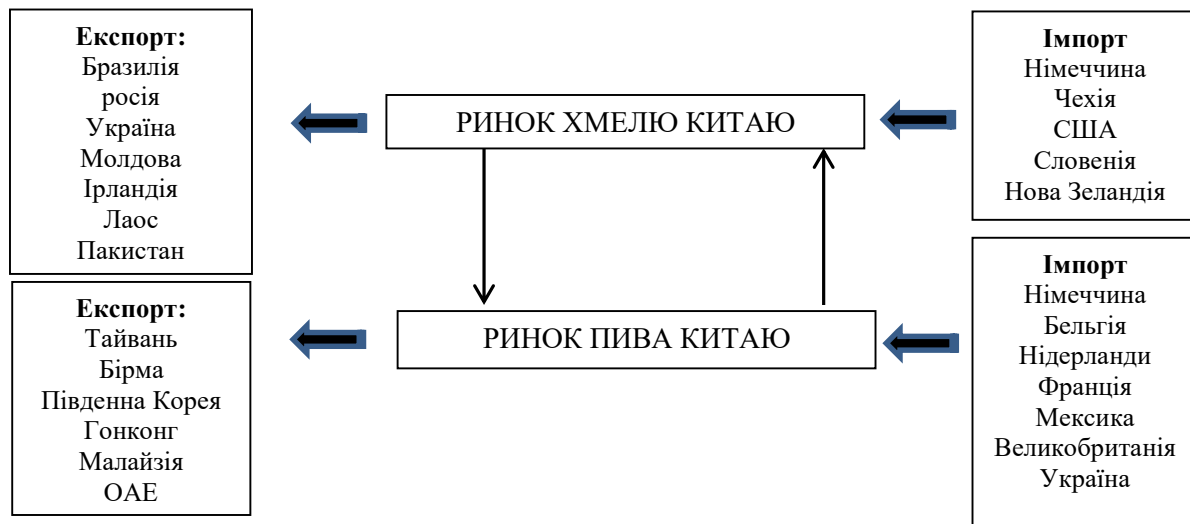 Експорт:
Бразилія
росія
Україна
Молдова
Ірландія
Лаос
Пакистан
РИНОК ХМЕЛЮ КИТАЮ
Імпорт
Німеччина
Чехія
США
Словенія
Нова Зеландія
Експорт:
Тайвань
Бірма
Південна Корея
Гонконг
Малайзія
ОАЕ
РИНОК ПИВА КИТАЮ
Імпорт
Німеччина
Бельгія
Нідерланди
Франція
Мексика
Великобританія
Україна